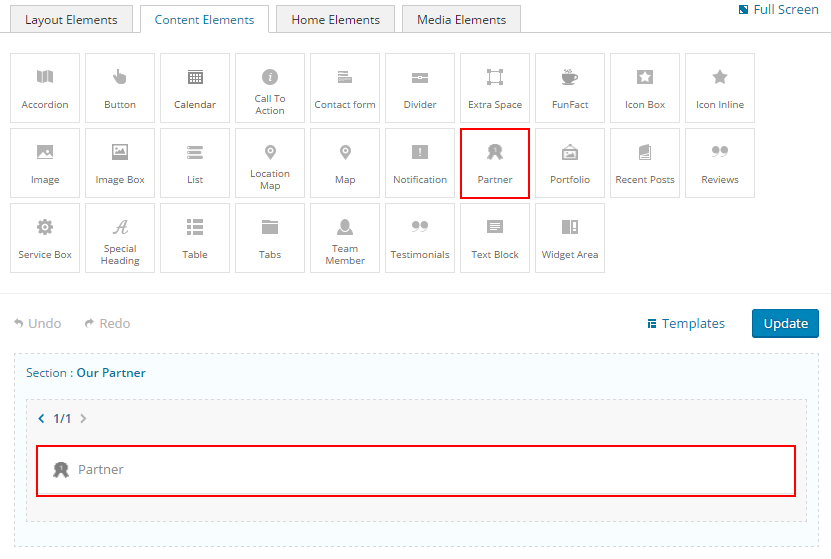 Layout Elements
Content Elements
Home Elements
Media Elements
Full Screen
Accordion
Button
Calendar
Call To
Action
Contact form
Divider
Extra Space
FunFact
Icon Box
Icon Inline
Image
Image Box
List
Location
Map
Map
Notification
Partner
Portfolio
Recent Posts
Reviews
Service Box
Special
Heading
Table
Tabs
Team
Member
Testimonials
Text Block
Widget Area
Undo
Redo
Templates
Update
Section : Our Partner
1/1
Partner